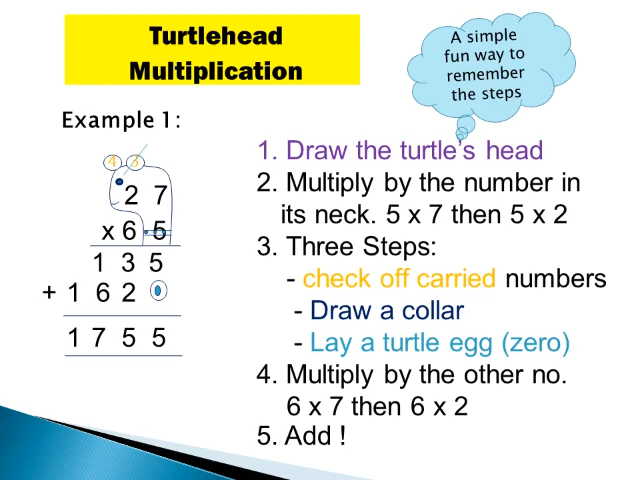 Turtlehead
Multiplication
A simple
fun way to
remember
the steps
Example 1:
4 3
2 7
x 6 5
1 3 5
+ 1 6 2 0
1 7 5 5
1. Draw the turtle's head
2. Multiply by the number in
its neck. 5 x 7 then 5 x 2
3. Three Steps:
- check off carried numbers
- Draw a collar
- Lay a turtle egg (zero)
4. Multiply by the other no.
6 x 7 then 6 x 2
5. Add !